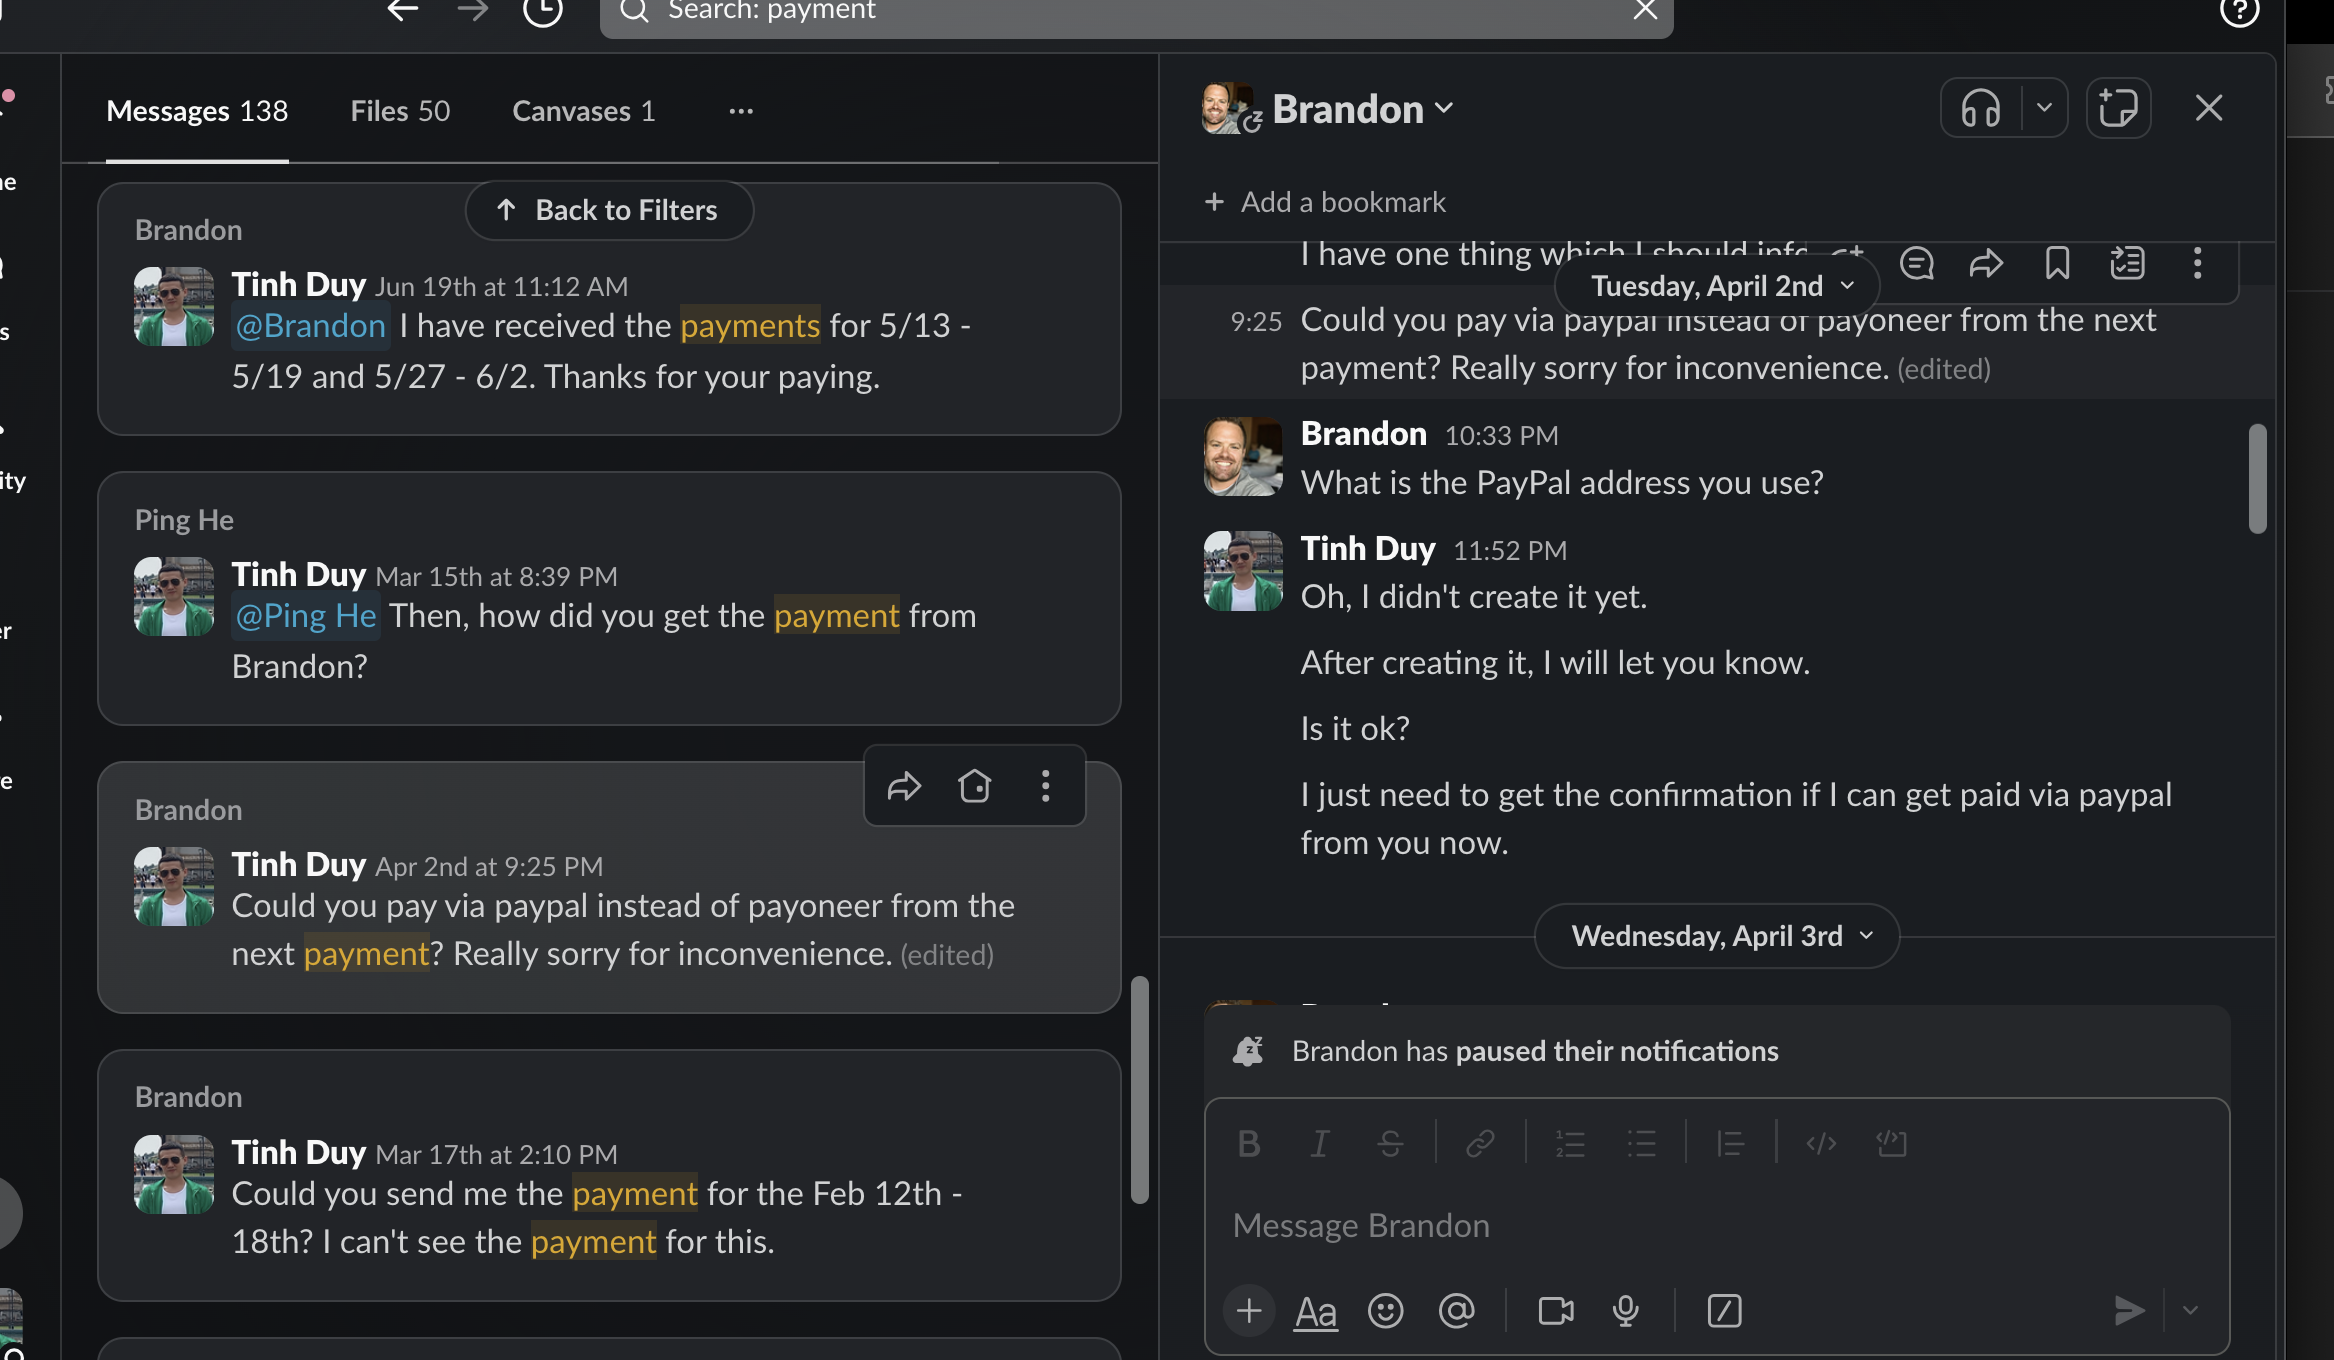 Search: payment
Messages 138
Files 50
Canvases 1
Back to Filters
Brandon
Tinh Duy Jun 19th at 11:12 AM
@Brandon I have received the payments for 5/13 -
5/19 and 5/27 - 6/2. Thanks for your paying.
Ping He
Tinh Duy Mar 15th at 8:39 PM
@Ping He Then, how did you get the payment from
Brandon?
Brandon
Tinh Duy Apr 2nd at 9:25 PM
Could you pay via paypal instead of payoneer from the
next payment? Really sorry for inconvenience. (edited)
Brandon
Tinh Duy Mar 17th at 2:10 PM
Could you send me the payment for the Feb 12th -
18th? I can't see the payment for this.
Brandon
+ Add a bookmark
I have one thing which I should
Tuesday, April 2nd
9:25 Could you pay via paypal instead of payoneer from the next
payment? Really sorry for inconvenience. (edited)
Brandon 10:33 PM
What is the PayPal address you use?
Tinh Duy 11:52 PM
Oh, I didn't create it yet.
After creating it, I will let you know.
Is it ok?
I just need to get the confirmation if I can get paid via paypal
from you now.
Wednesday, April 3rd
Brandon has paused their notifications
Message Brandon
Aa